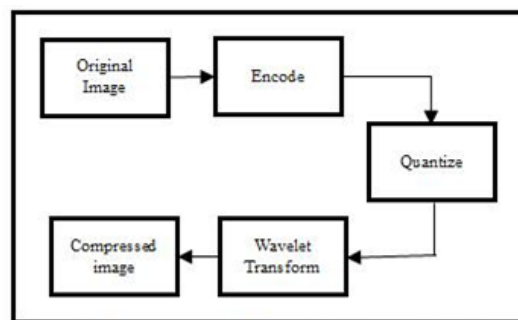 Original
Image
Encode
Quantize
Wavelet
Transform
Compressed
image